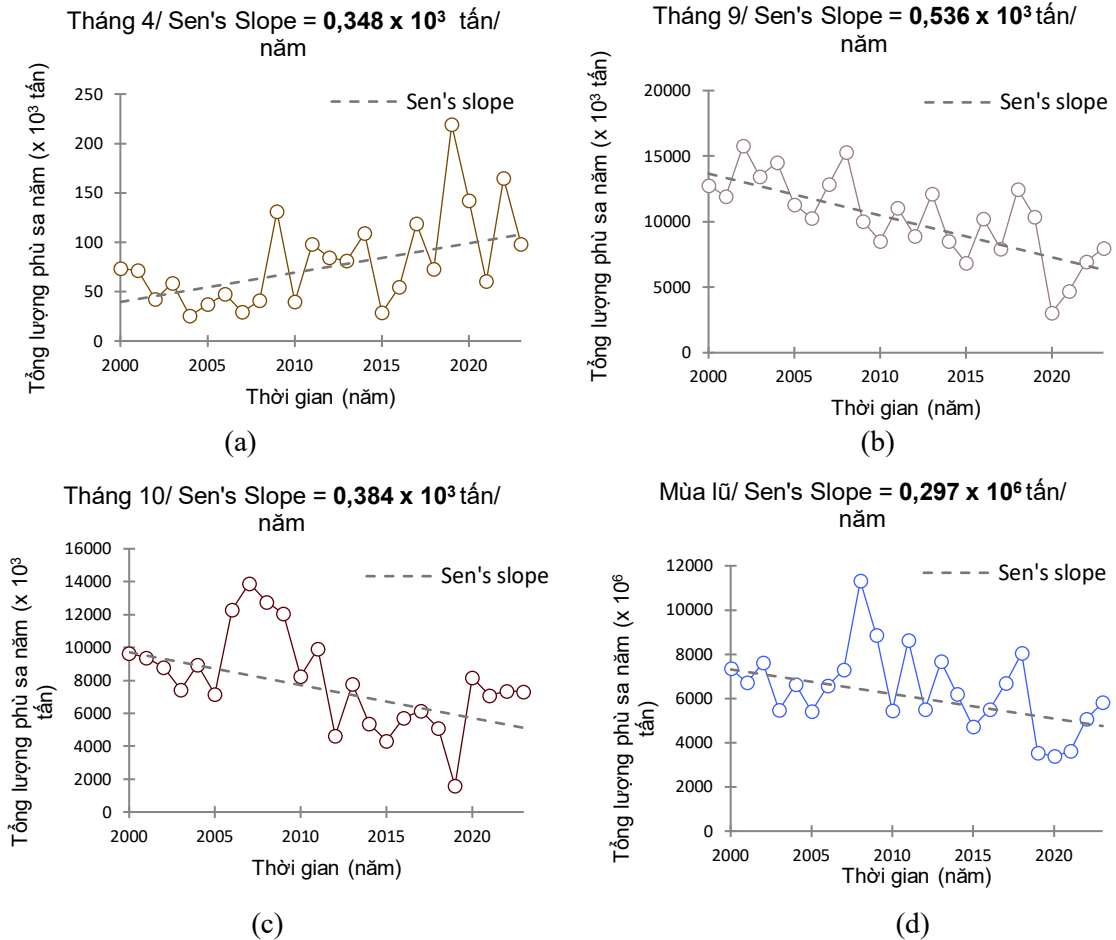 Tháng 4/ Sen's Slope = 0,348 x 10³ tấn/
năm
Tổng lượng phù sa năm (x 10³ tấn)
250
200
150
100
50
0
Sen's slope
2000 2005 2010 2015 2020
Thời gian (năm)
(a)
Tháng 9/ Sen's Slope = 0,536 x 10³ tấn/
năm
Tổng lượng phù sa năm (x 10³ tấn)
20000
15000
10000
5000
0
Sen's slope
2000 2005 2010 2015 2020
Thời gian (năm)
(b)
Tháng 10/ Sen's Slope = 0,384 x 10³ tấn/
năm
Tổng lượng phù sa năm (x 10³
tấn)
16000
14000
12000
10000
8000
6000
4000
2000
0
Sen's slope
2000 2005 2010 2015 2020
Thời gian (năm)
(c)
Mùa lũ/ Sen's Slope = 0,297 x 10⁶ tấn/
năm
Tổng lượng phù sa năm (x 10⁶
tấn)
12000
10000
8000
6000
4000
2000
0
Sen's slope
2000 2005 2010 2015 2020
Thời gian (năm)
(d)